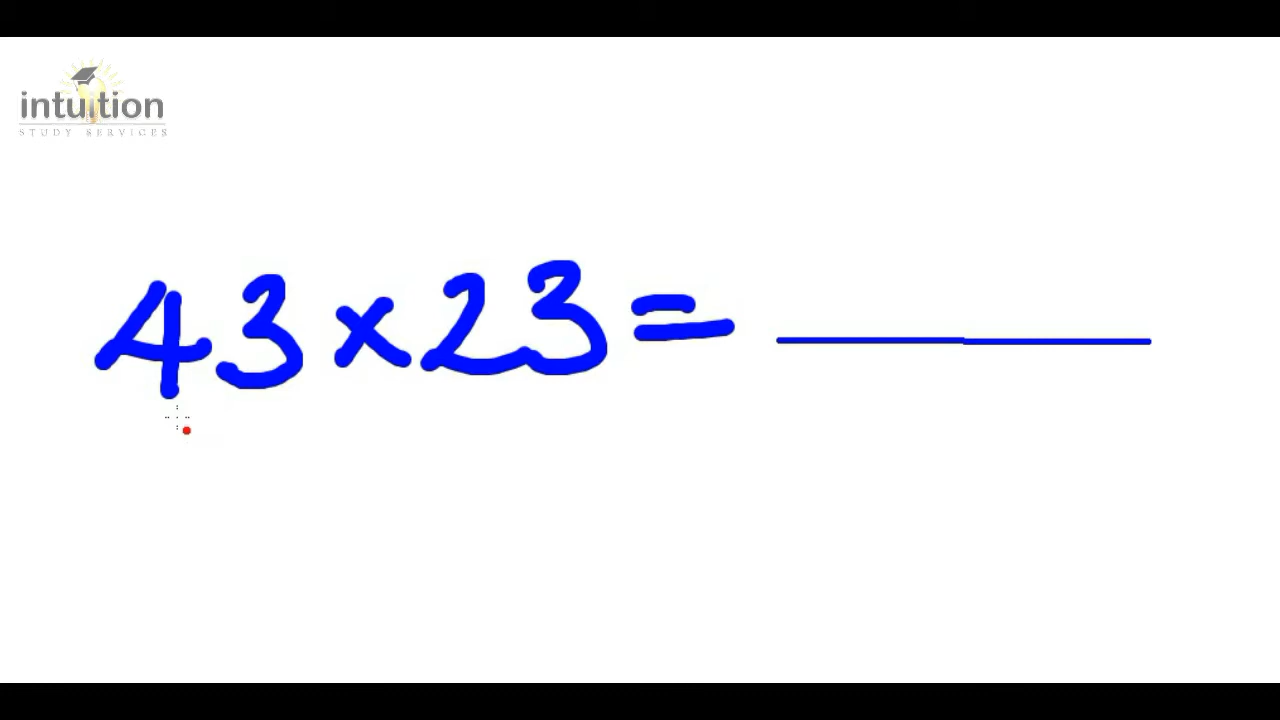 intuition
STUDY SERVICES
43 × 23 = ______